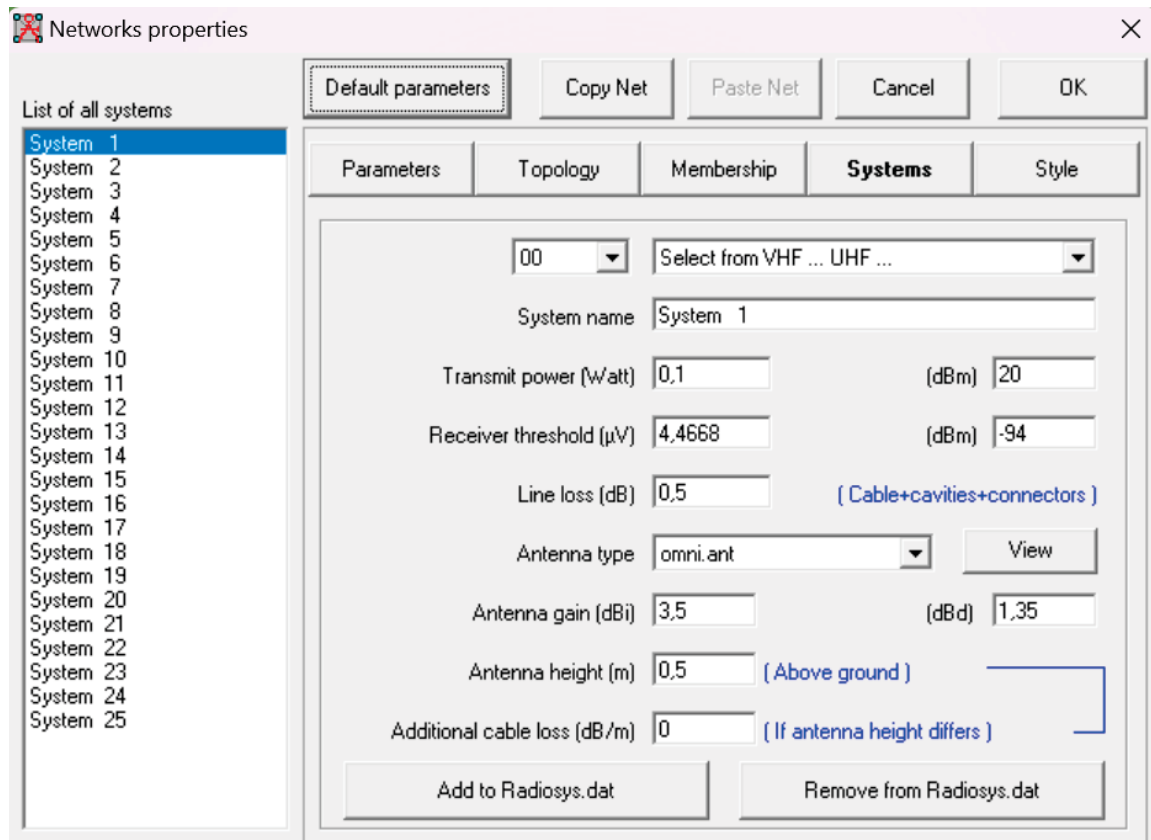 Networks properties
Default parameters Copy Net Paste Net Cancel OK
List of all systems
System 1
System 2
System 3
System 4
System 5
System 6
System 7
System 8
System 9
System 10
System 11
System 12
System 13
System 14
System 15
System 16
System 17
System 18
System 19
System 20
System 21
System 22
System 23
System 24
System 25
Parameters Topology Membership Systems Style
00 Select from VHF ... UHF ...
System name System 1
Transmit power (Watt) 0,1 (dBm) 20
Receiver threshold (µV) 4,4668 (dBm) -94
Line loss (dB) 0,5 ( Cable+cavities+connectors )
Antenna type omni.ant View
Antenna gain (dBi) 3,5 (dBd) 1,35
Antenna height (m) 0,5 ( Above ground )
Additional cable loss (dB/m) 0 ( If antenna height differs )
Add to Radiosys.dat Remove from Radiosys.dat